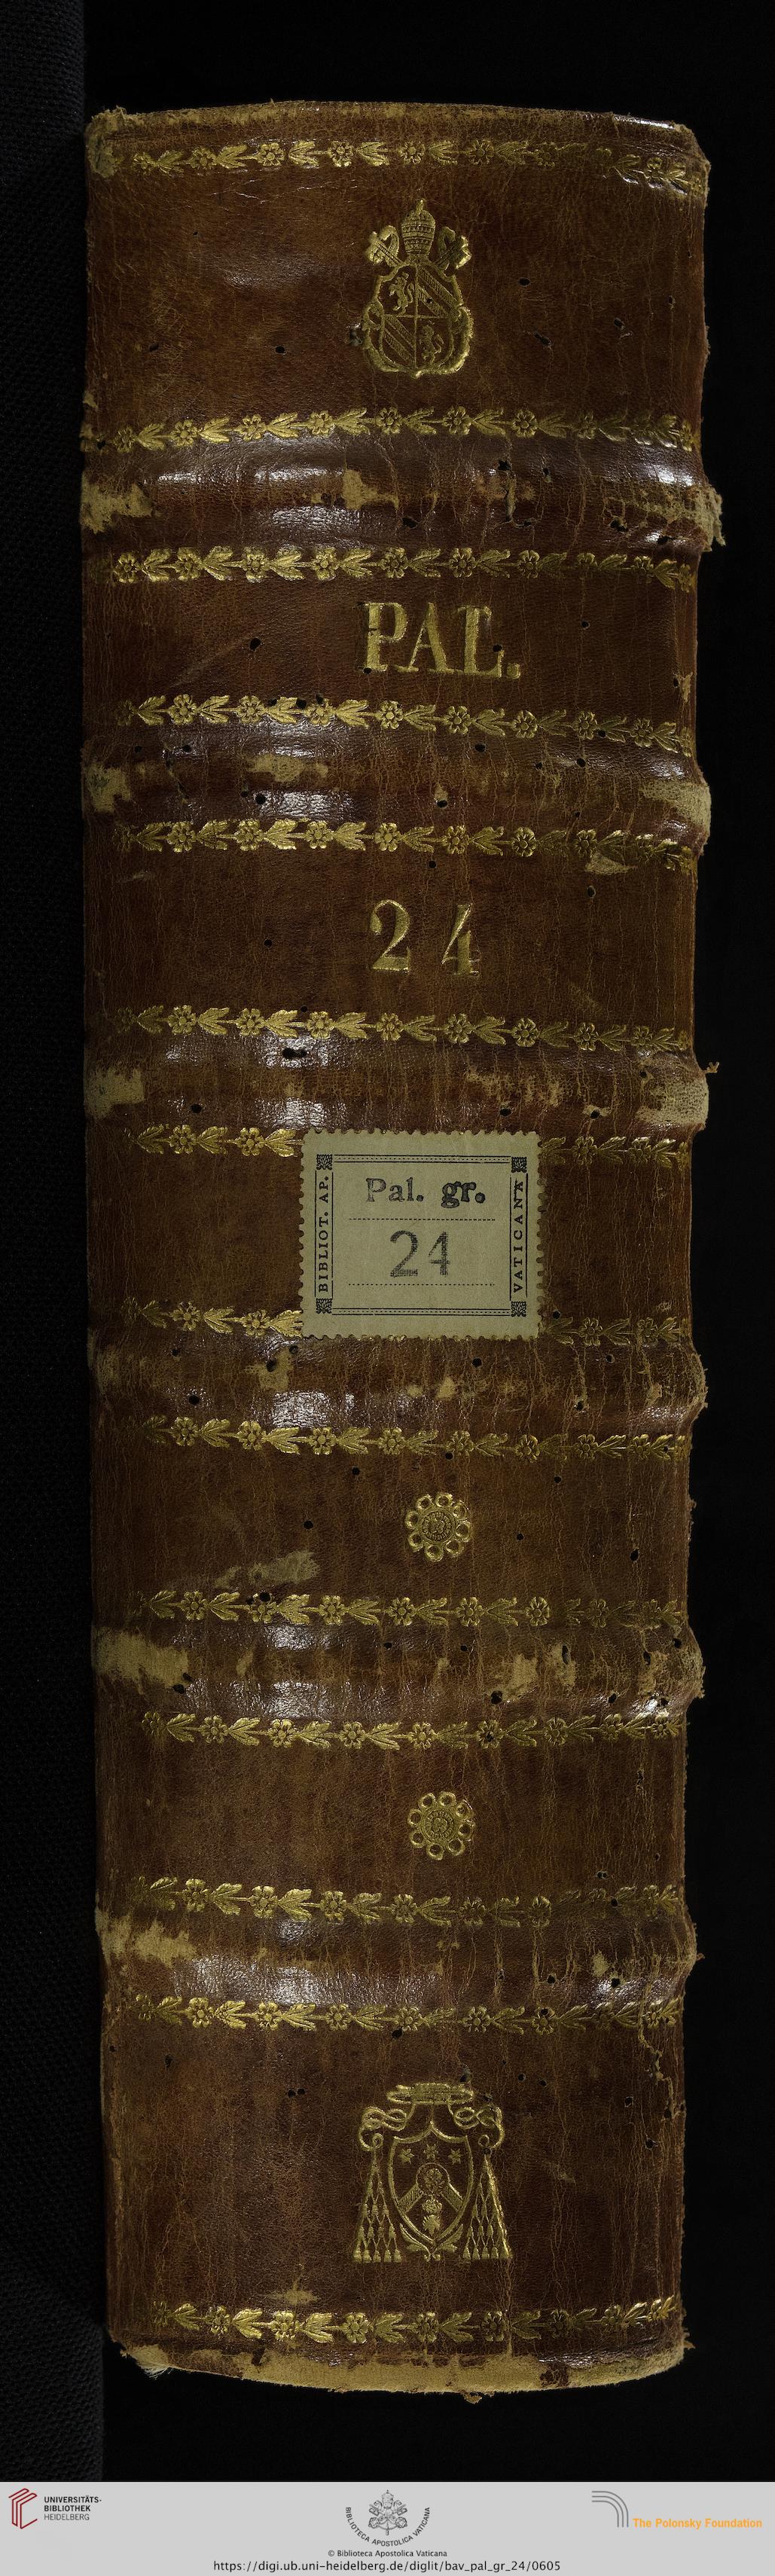 PAL.
24
BIBLIOT. AP.
Pal. gr.
24
VATICANA
UNIVERSITÄTS-
BIBLIOTHEK
HEIDELBERG
BIBLIOTECA APOSTOLICA VATICANA
© Biblioteca Apostolica Vaticana
The Polonsky Foundation
https://digi.ub.uni-heidelberg.de/diglit/bav_pal_gr_24/0605